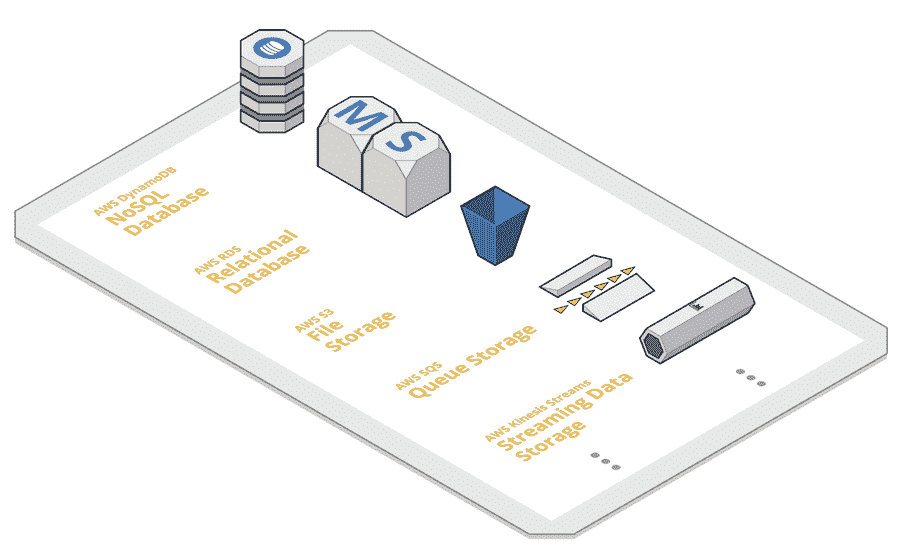 M
S
AWS DynamoDB
NoSQL
Database
AWS RDS
Relational
Database
AWS S3
File
Storage
AWS SQS
Queue Storage
AWS Kinesis Streams
Streaming Data
Storage